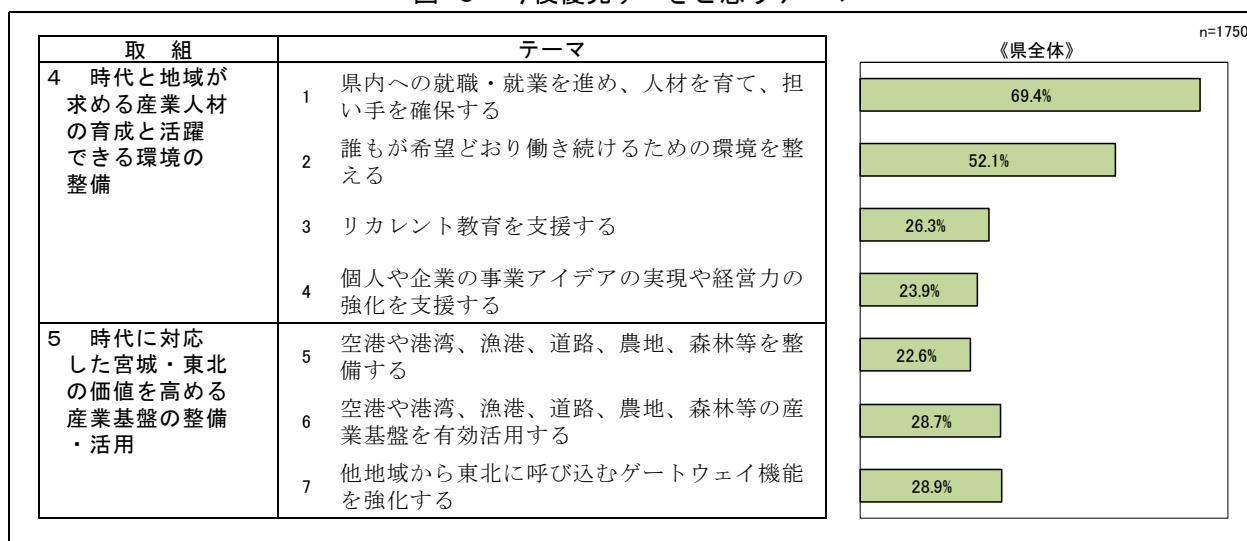 n=1750
取 組
テーマ
《県全体》
4 時代と地域が
求める産業人材
の育成と活躍
できる環境の
整備
1 県内への就職・就業を進め、人材を育て、担
い手を確保する
69.4%
2 誰もが希望どおり働き続けるための環境を整
える
52.1%
3 リカレント教育を支援する
26.3%
4 個人や企業の事業アイデアの実現や経営力の
強化を支援する
23.9%
5 時代に対応
した宮城・東北
の価値を高める
産業基盤の整備
・活用
5 空港や港湾、漁港、道路、農地、森林等を整
備する
22.6%
6 空港や港湾、漁港、道路、農地、森林等の産
業基盤を有効活用する
28.7%
7 他地域から東北に呼び込むゲートウェイ機能
を強化する
28.9%